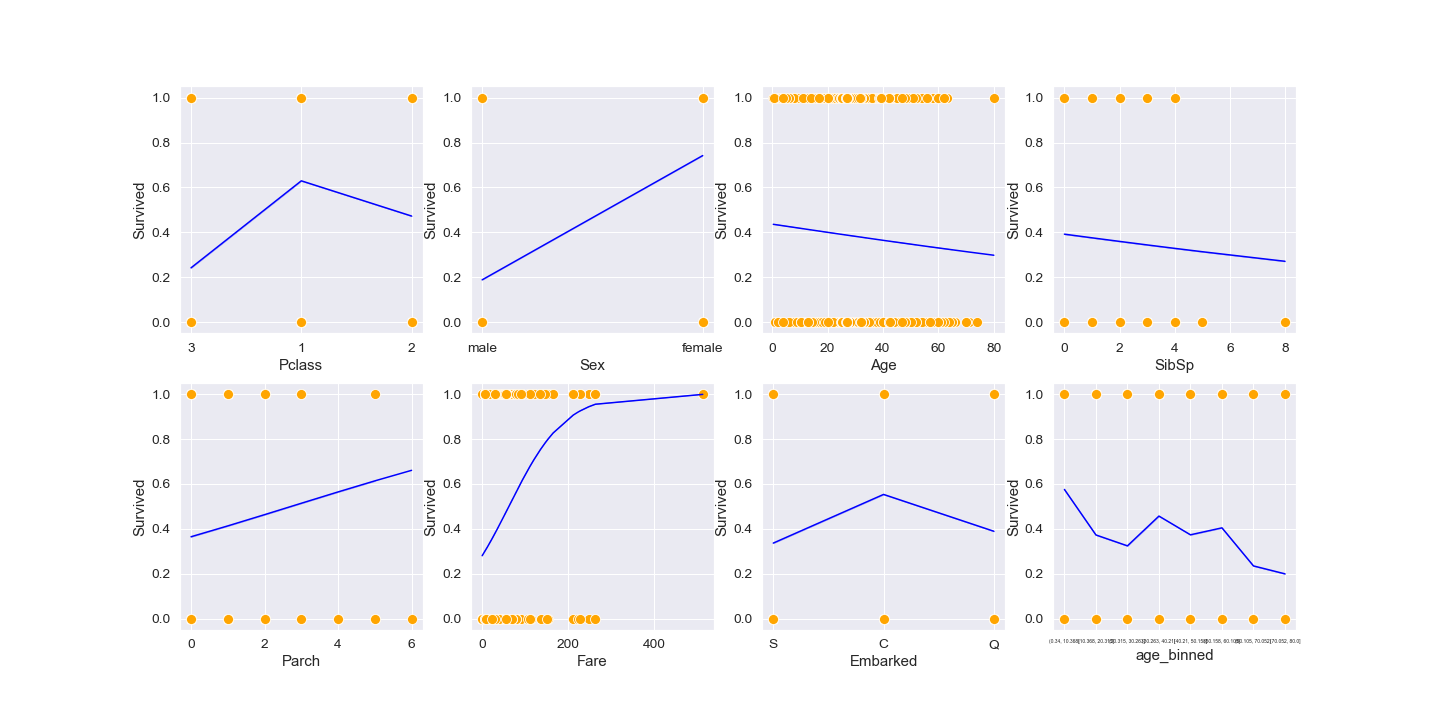 1.0 0.8 0.6 0.4 0.2 0.0
Survived
3 1 2
Pclass
1.0 0.8 0.6 0.4 0.2 0.0
Survived
male female
Sex
1.0 0.8 0.6 0.4 0.2 0.0
Survived
0 20 40 60 80
Age
1.0 0.8 0.6 0.4 0.2 0.0
Survived
0 2 4 6 8
SibSp
1.0 0.8 0.6 0.4 0.2 0.0
Survived
0 2 4 6
Parch
1.0 0.8 0.6 0.4 0.2 0.0
Survived
0 200 400
Fare
1.0 0.8 0.6 0.4 0.2 0.0
Survived
S C Q
Embarked
1.0 0.8 0.6 0.4 0.2 0.0
Survived
age_binned